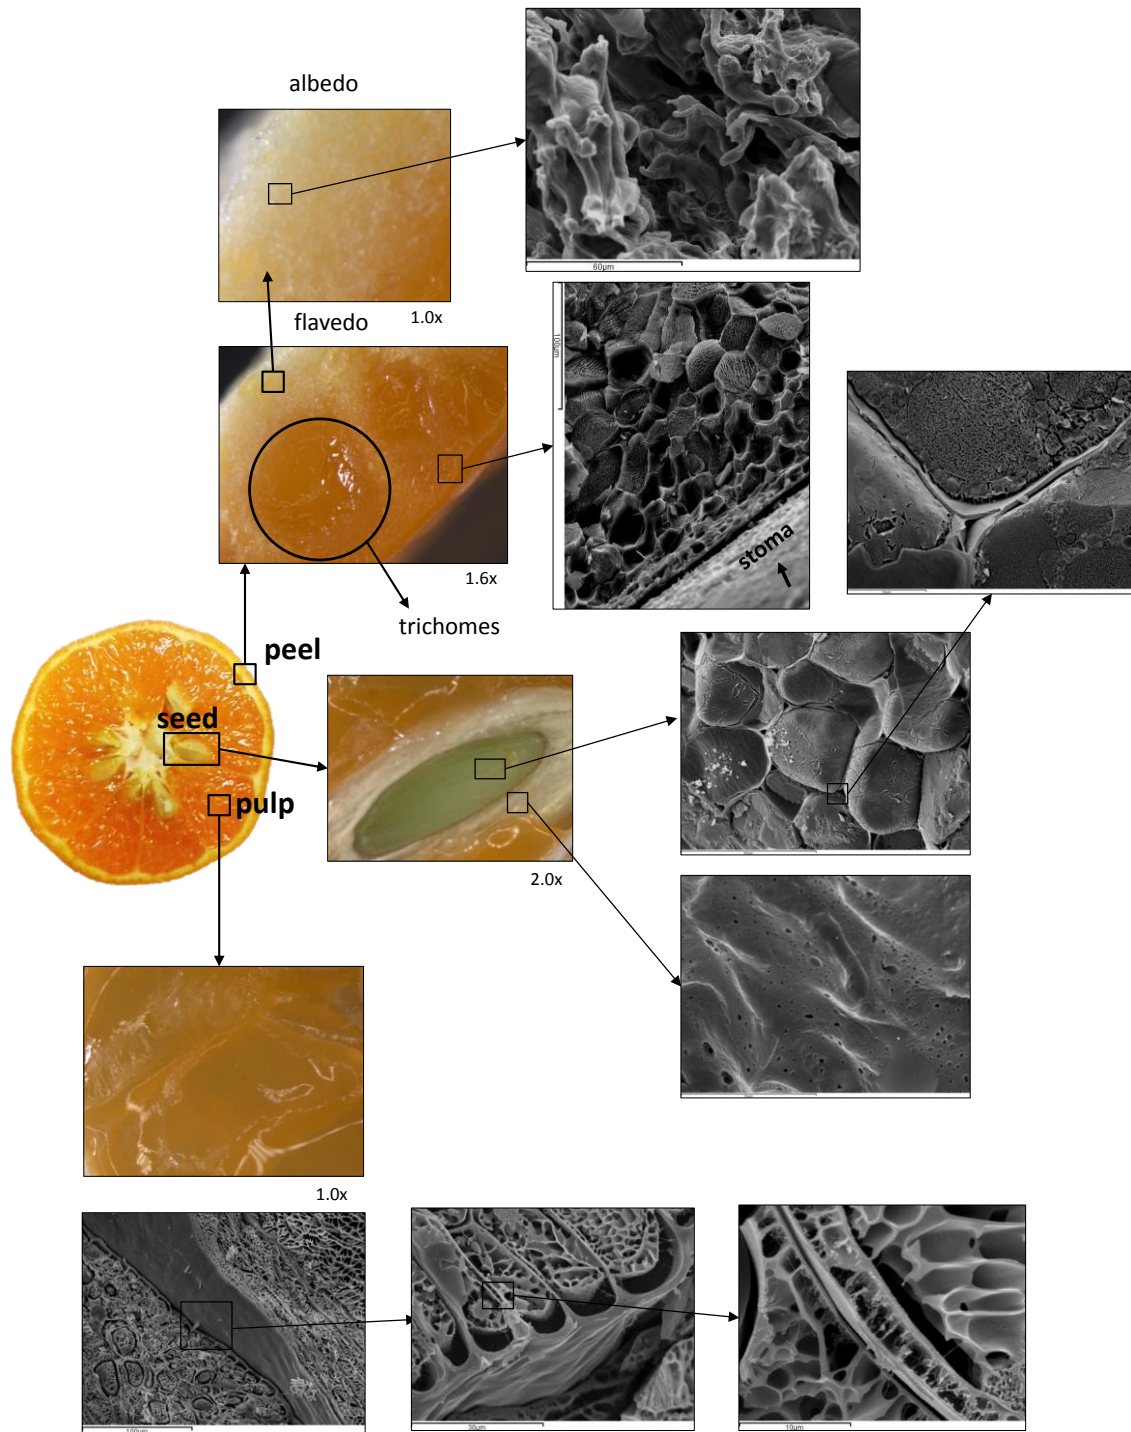 albedo
60µm
flavedo
1.0x
100µm
stoma
1.6x
trichomes
peel
seed
pulp
2.0x
1.0x
100µm
30µm
10µm